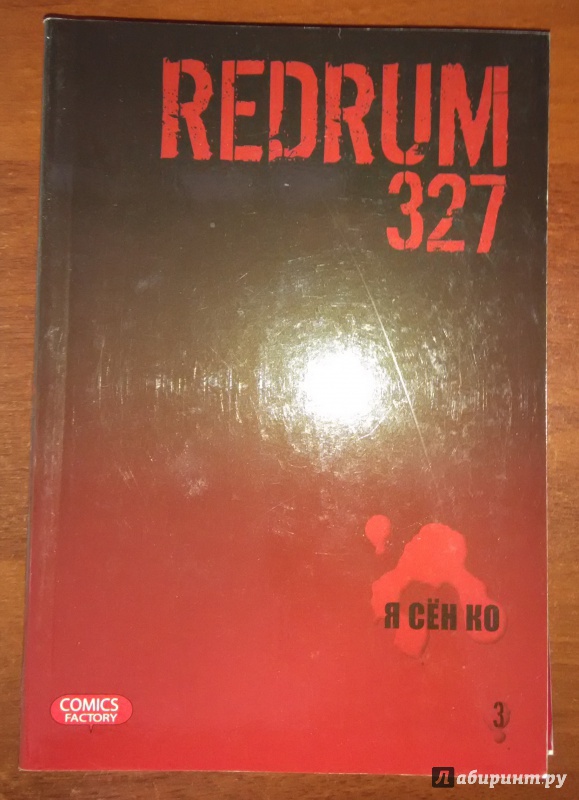 REDRUM
327
Я СЁН КО
3
COMICS
FACTORY
Лабиринт.ру